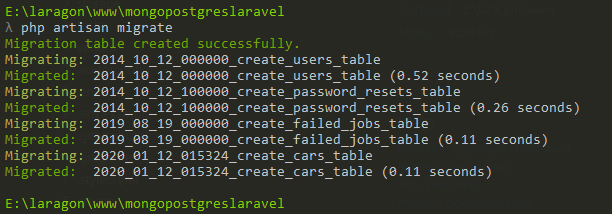 E:\laragon\www\mongopostgreslaravel
λ php artisan migrate
Migration table created successfully.
Migrating: 2014_10_12_000000_create_users_table
Migrated:  2014_10_12_000000_create_users_table (0.52 seconds)
Migrating: 2014_10_12_100000_create_password_resets_table
Migrated:  2014_10_12_100000_create_password_resets_table (0.26 seconds)
Migrating: 2019_08_19_000000_create_failed_jobs_table
Migrated:  2019_08_19_000000_create_failed_jobs_table (0.11 seconds)
Migrating: 2020_01_12_015324_create_cars_table
Migrated:  2020_01_12_015324_create_cars_table (0.11 seconds)
E:\laragon\www\mongopostgreslaravel